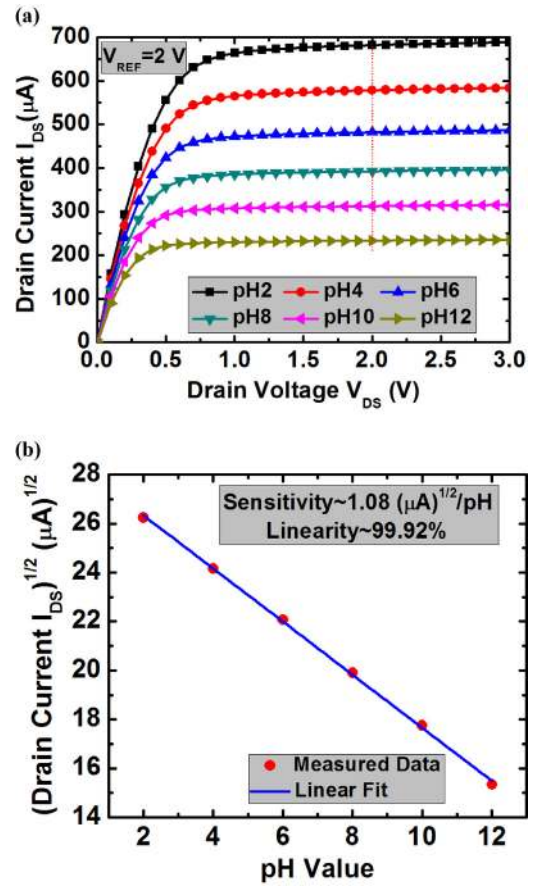 (a)
700
600
500
400
300
200
100
0
Drain Current I_DS (μA)
V_REF=2 V
pH2 pH4 pH6
pH8 pH10 pH12
0.0 0.5 1.0 1.5 2.0 2.5 3.0
Drain Voltage V_DS (V)
(b)
28
26
24
22
20
18
16
14
(Drain Current I_DS)^1/2 (μA)^1/2
Sensitivity~1.08 (μA)^1/2/pH
Linearity~99.92%
Measured Data
Linear Fit
2 4 6 8 10 12
pH Value